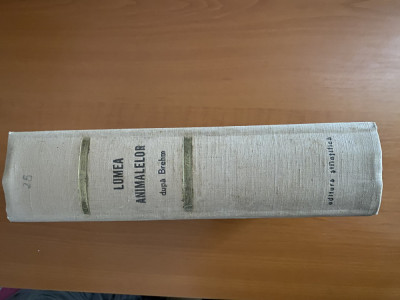 LUMEA
ANIMALELOR
după Brehm
editura științifică
25